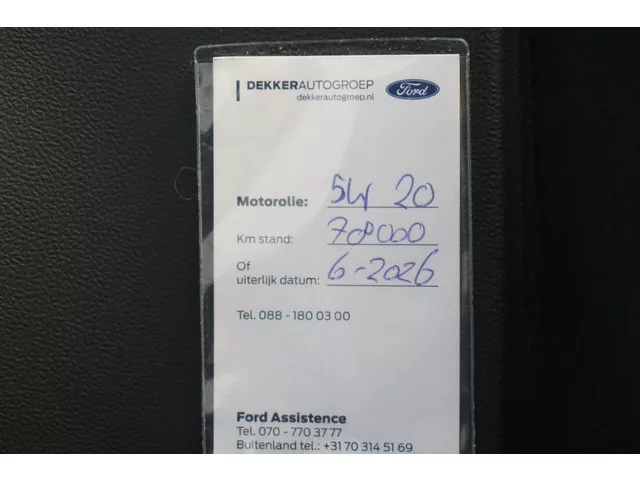 DEKKERAUTOGROEP
dekkerautogroep.nl
Ford
Motorolie: 5W 20
Km stand: 78000
Of
uiterlijk datum: 6-2026
Tel. 088 - 180 03 00
Ford Assistence
Tel. 070 - 770 37 77
Buitenland tel.: +31 70 314 51 69